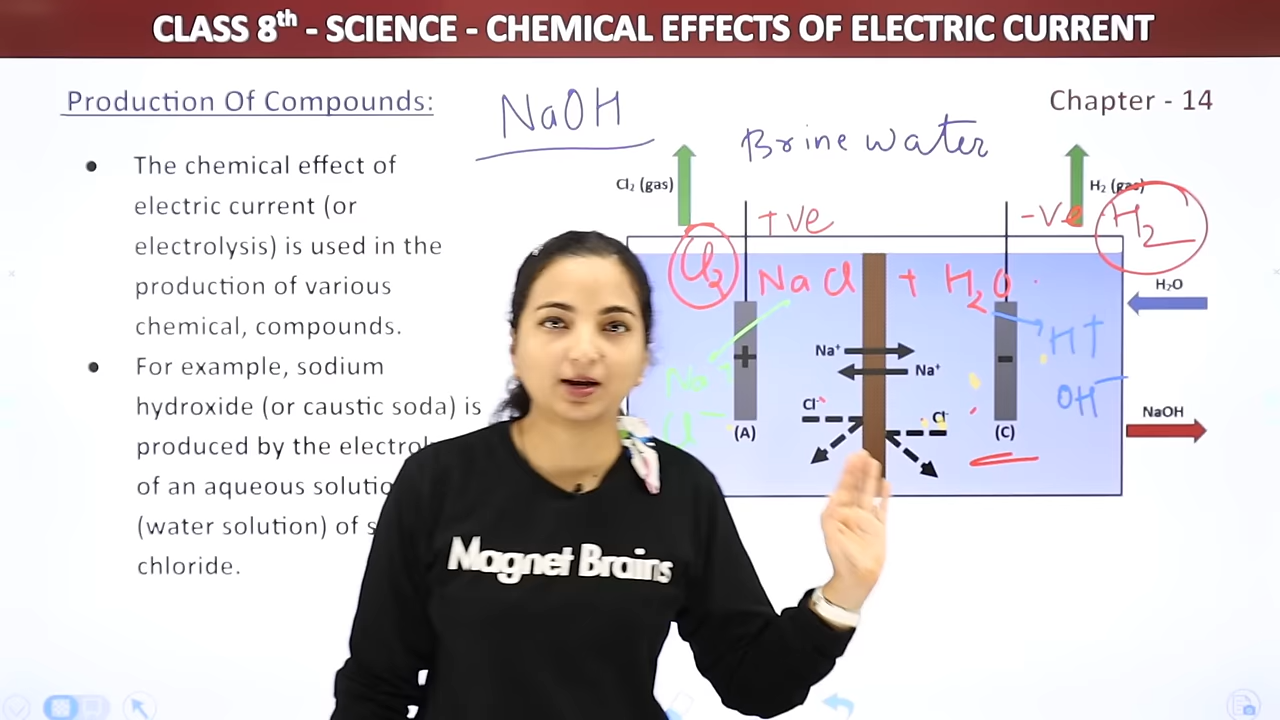 CLASS 8th - SCIENCE - CHEMICAL EFFECTS OF ELECTRIC CURRENT
Production Of Compounds:
NaOH
Chapter - 14
Brine water
• The chemical effect of
electric current (or
electrolysis) is used in the
production of various
chemical, compounds.
• For example, sodium
hydroxide (or caustic soda) is
produced by the electrol
of an aqueous solutio
(water solution) of s
chloride.
Cl₂ (gas)
H₂ (gas)
+ve
-ve
H₂
Cl₂
NaCl + H₂O
H₂O
H+
Na+
OH⁻
Cl⁻
+
-
Na⁺
Na⁺
Cl⁻
Cl⁻
(A)
(C)
NaOH
Magnet Brains